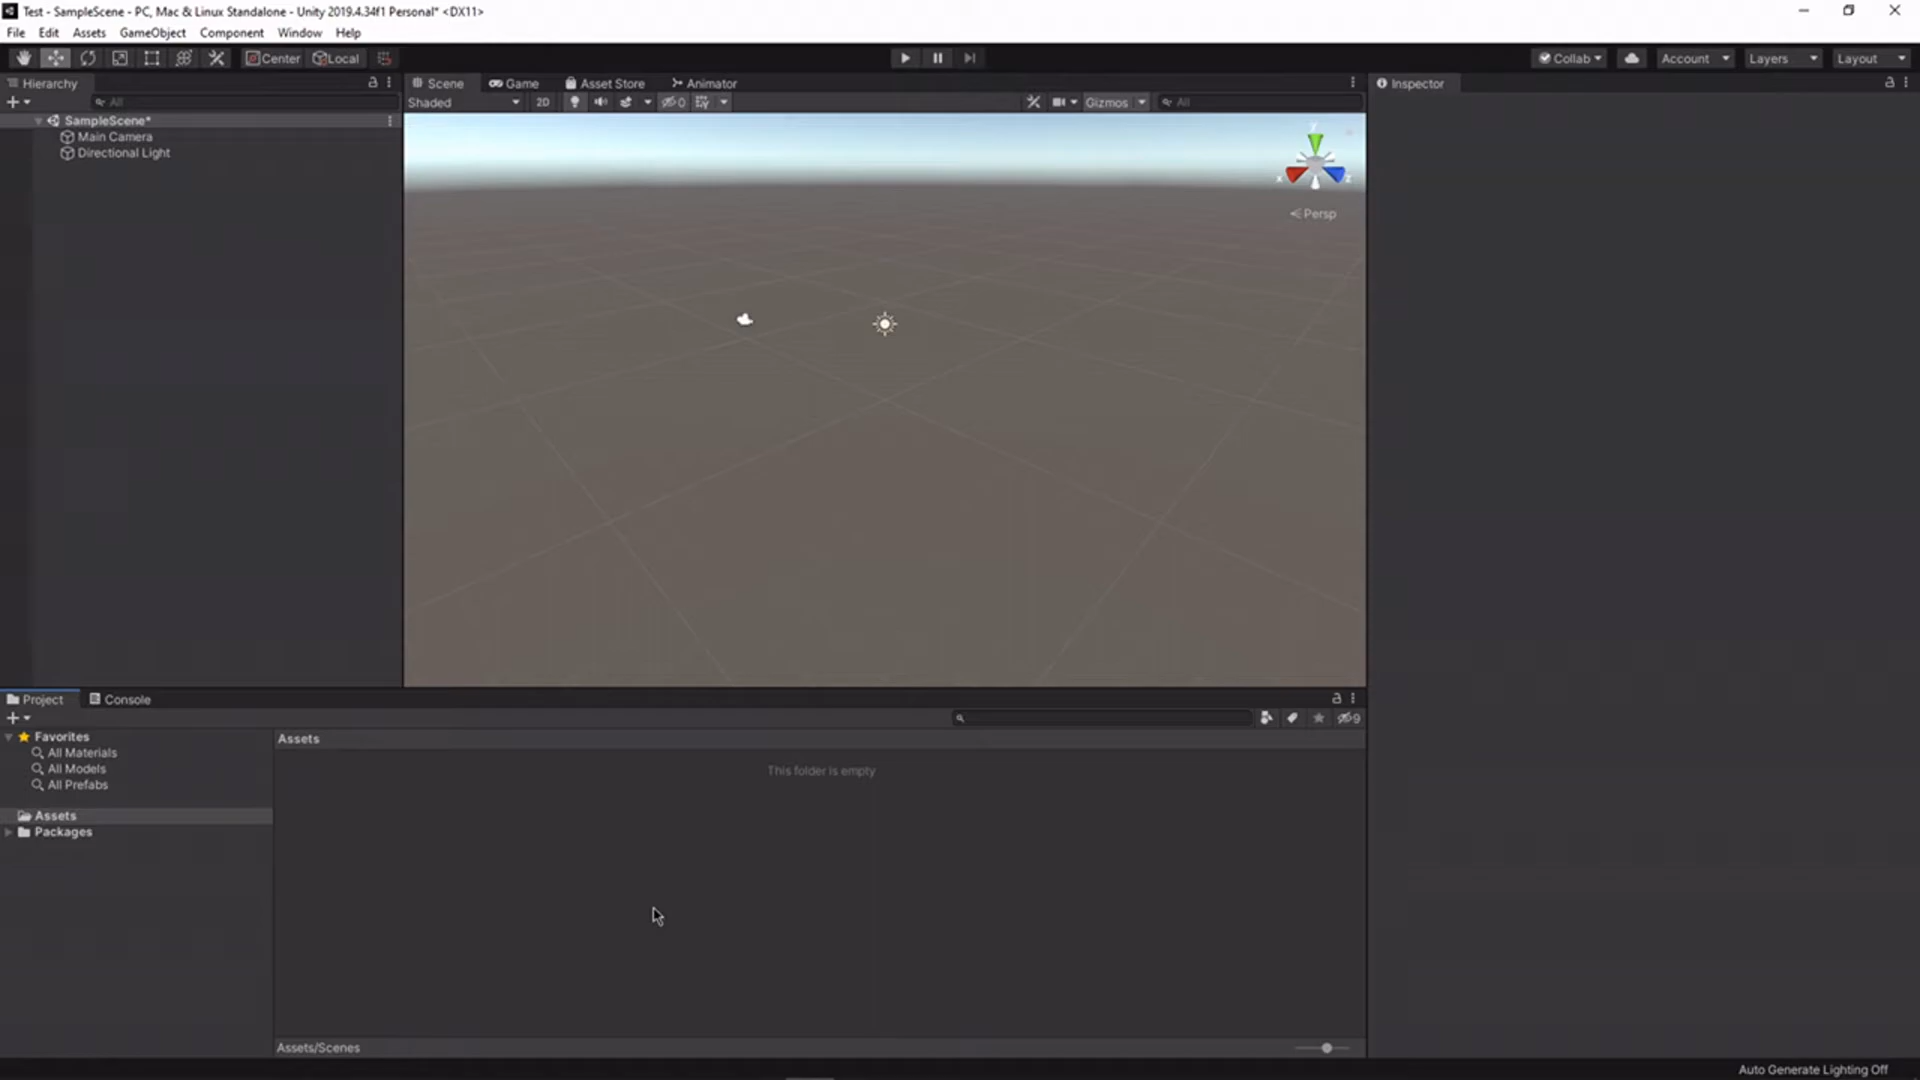 Test - SampleScene - PC, Mac & Linux Standalone - Unity 2019.4.34f1 Personal* <DX11>
File Edit Assets GameObject Component Window Help
Center Local Collab Account Layers Layout
Hierarchy Scene Game Asset Store Animator Inspector
All Shaded 2D 0 Gizmos All
SampleScene*
Main Camera
Directional Light
y
x z
Persp
Project Console
9
Favorites Assets
All Materials
All Models This folder is empty
All Prefabs
Assets
Packages
Assets/Scenes
Auto Generate Lighting Off